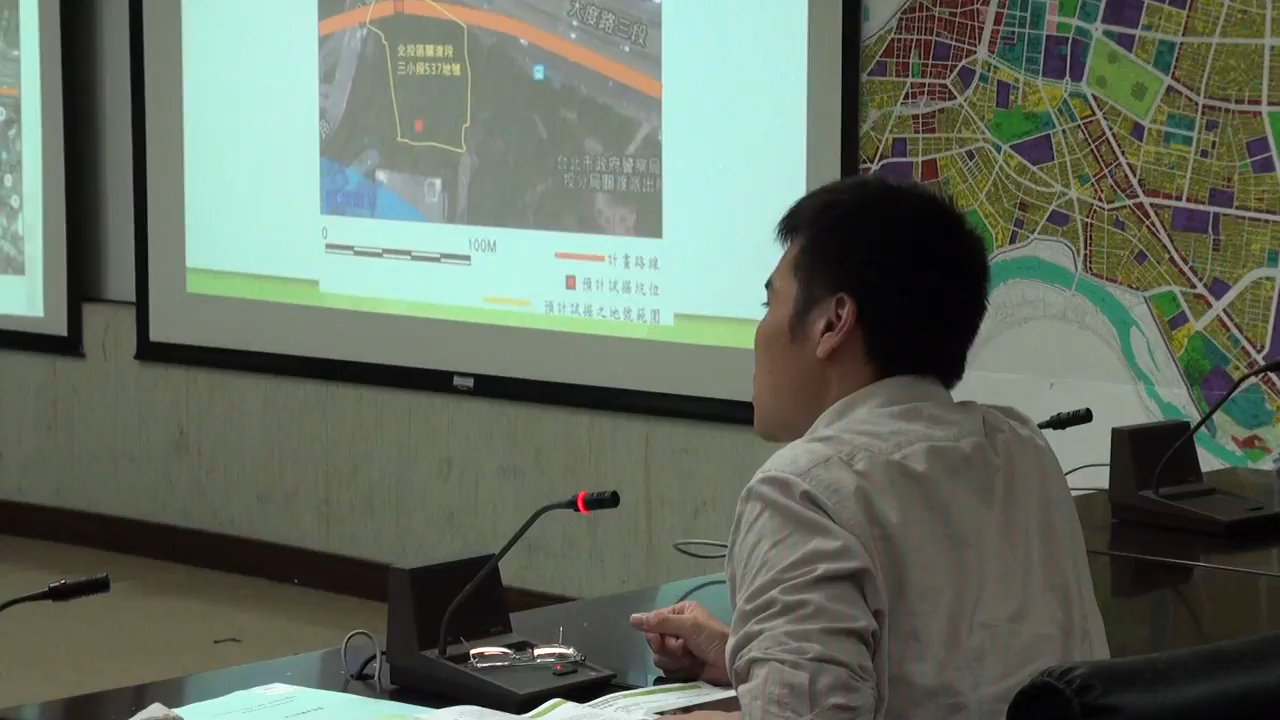 大度路三段
北投區關渡段
三小段537地號
台北市政府警察局
投分局關渡派出
0
100M
計畫路線
預計試掘坑位
預計試掘之地號範圍